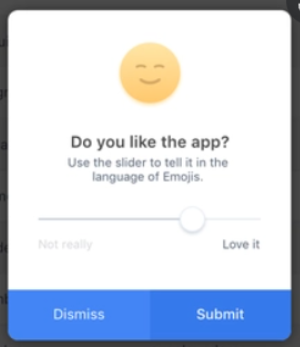 Do you like the app?
Use the slider to tell it in the
language of Emojis.
Not really
Love it
Dismiss
Submit